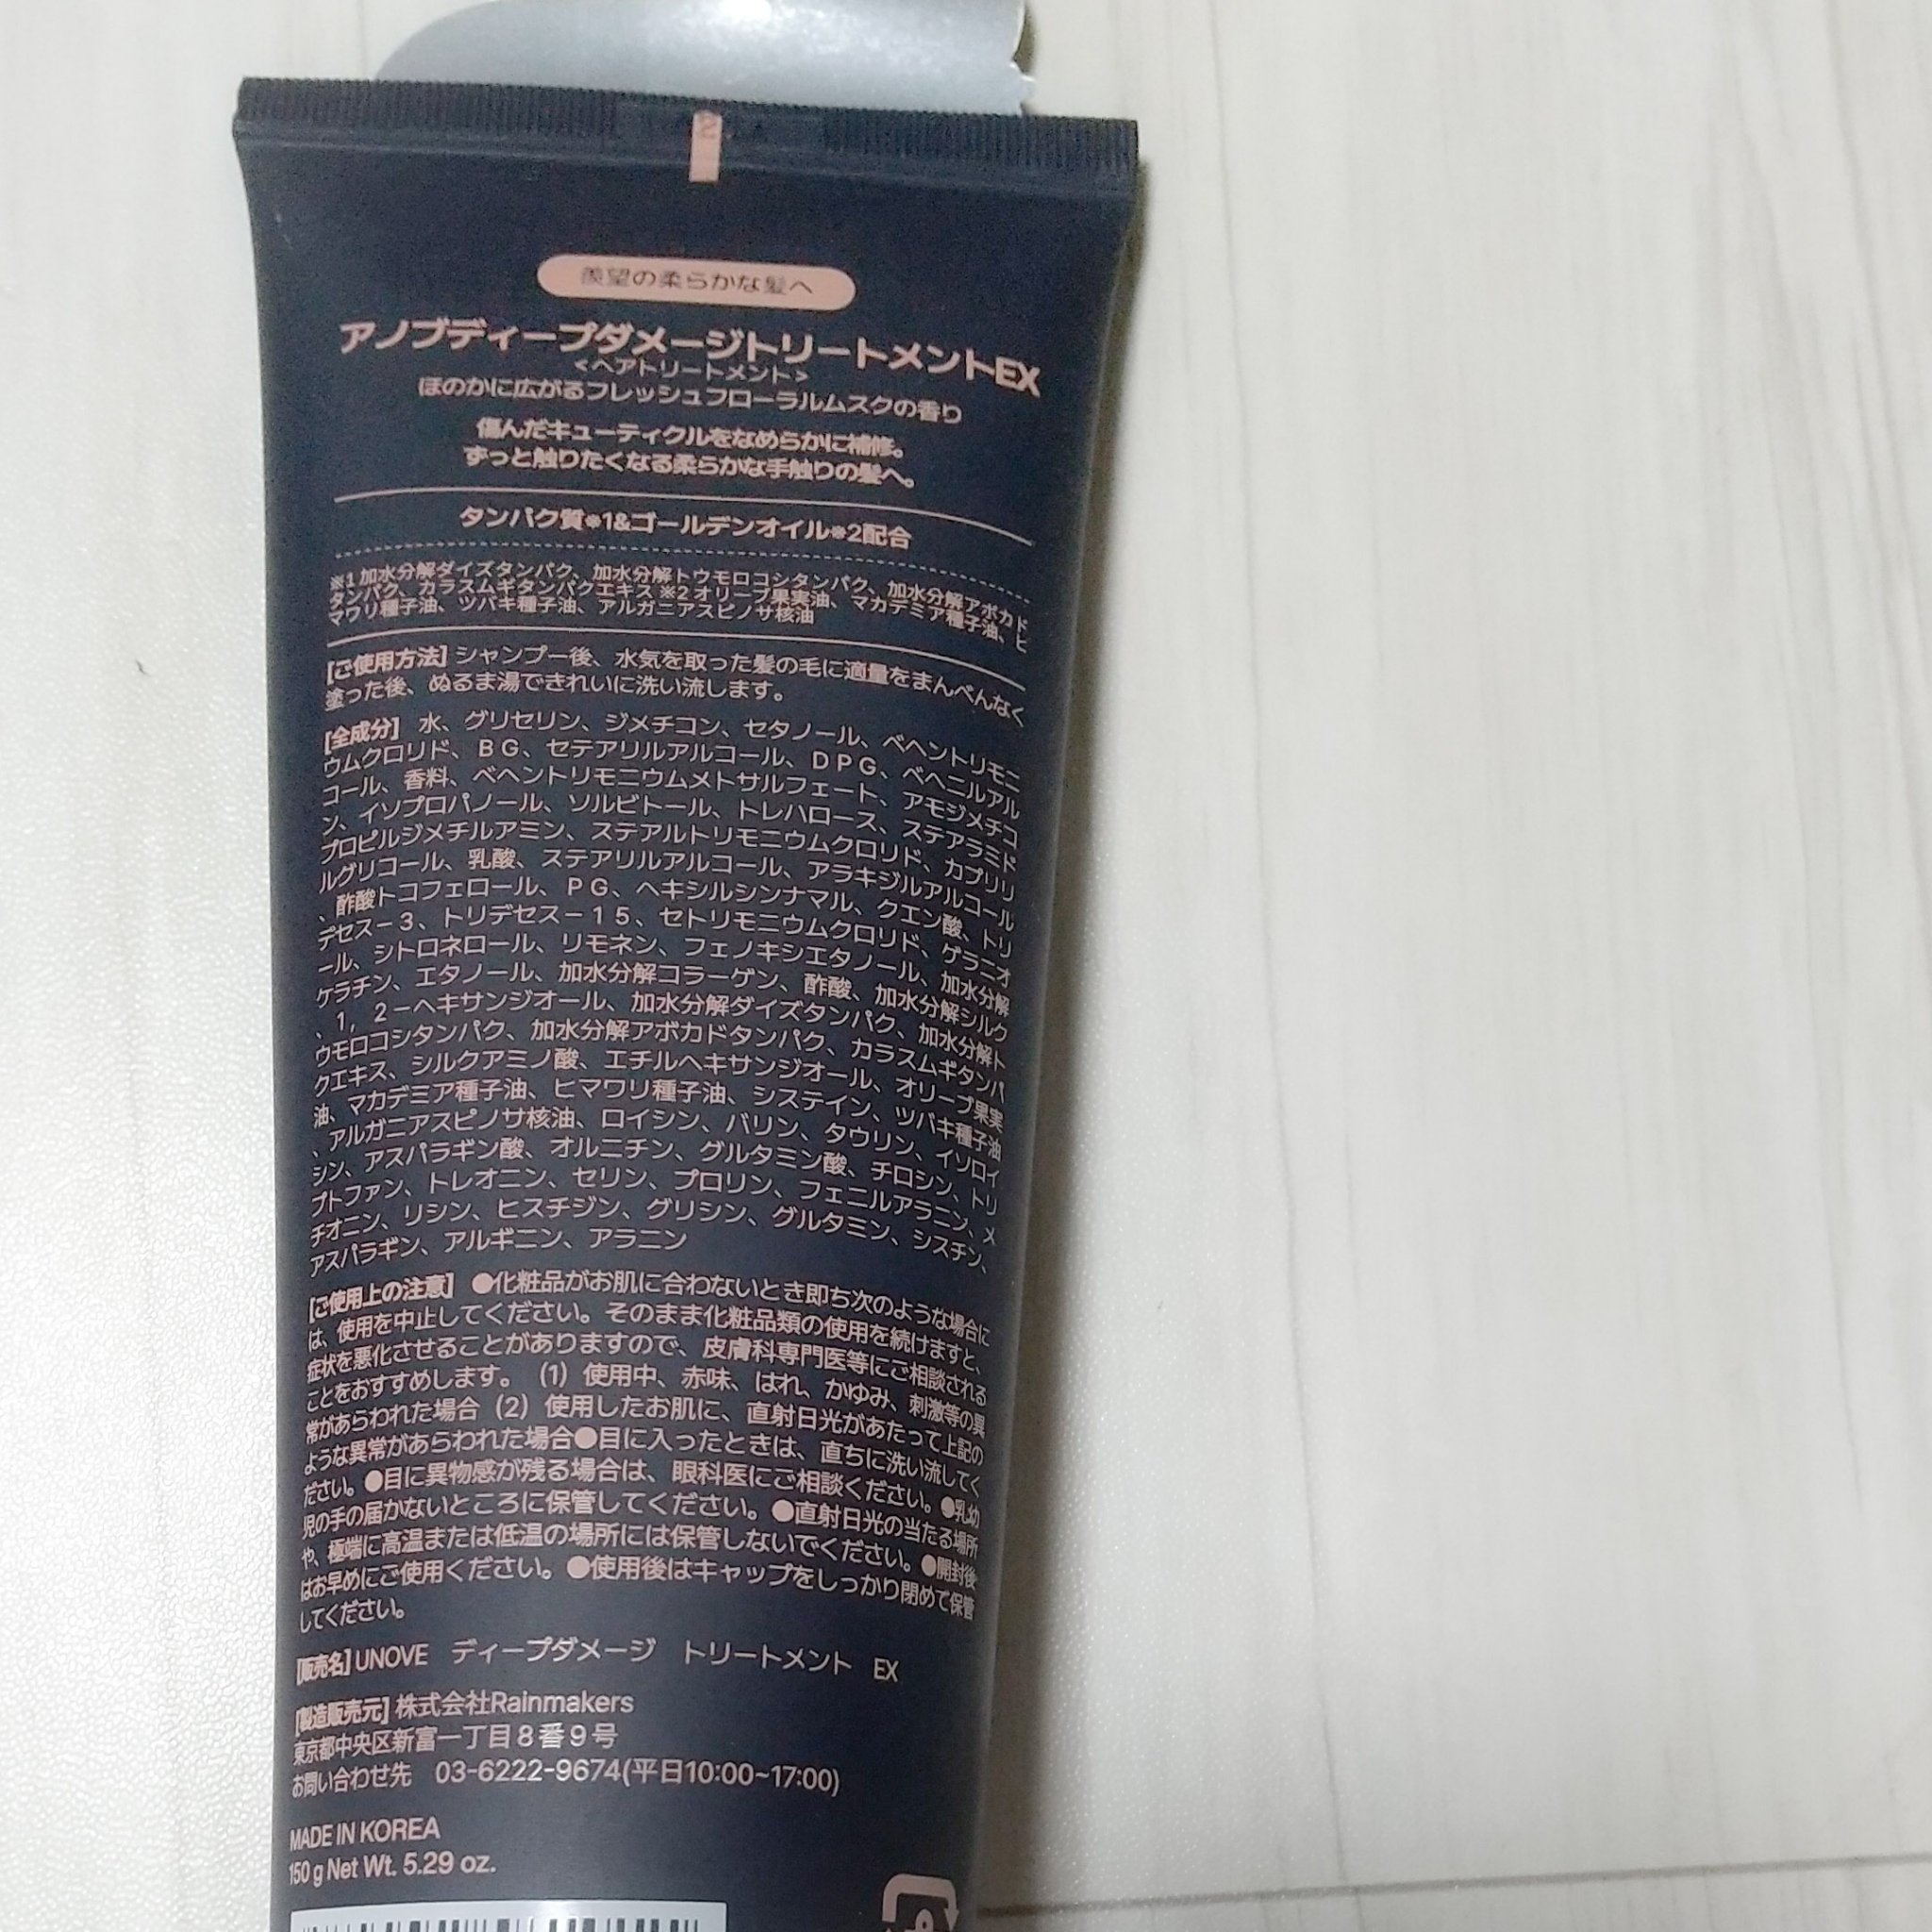 羨望の柔らかな髪へ
アノブディープダメージトリートメントEX
<ヘアトリートメント>
ほのかに広がるフレッシュフローラルムスクの香り
傷んだキューティクルをなめらかに補修。
ずっと触りたくなる柔らかな手触りの髪へ。
タンパク質※1&ゴールデンオイル※2配合
※1 加水分解ダイズタンパク、加水分解トウモロコシタンパク、加水分解アボカド
タンパク、カラスムギタンパクエキス ※2 オリーブ果実油、マカデミア種子油、ヒ
マワリ種子油、ツバキ種子油、アルガニアスピノサ核油
[ご使用方法] シャンプー後、水気を取った髪の毛に適量をまんべんなく
塗った後、ぬるま湯できれいに洗い流します。
[全成分] 水、グリセリン、ジメチコン、セタノール、ベヘントリモニ
ウムクロリド、BG、セテアリルアルコール、DPG、ベヘニルアル
コール、香料、ベヘントリモニウムメトサルフェート、アモジメチコ
ン、イソプロパノール、ソルビトール、トレハロース、ステアラミド
プロピルジメチルアミン、ステアルトリモニウムクロリド、カプリリ
ルグリコール、乳酸、ステアリルアルコール、アラキジルアルコール
、酢酸トコフェロール、PG、ヘキシルシンナマル、クエン酸、トリ
デセス－3、トリデセス－15、セトリモニウムクロリド、ゲラニオ
ール、シトロネロール、リモネン、フェノキシエタノール、加水分解
ケラチン、エタノール、加水分解コラーゲン、酢酸、加水分解シルク
、1，2－ヘキサンジオール、加水分解ダイズタンパク、加水分解ト
ウモロコシタンパク、加水分解アボカドタンパク、カラスムギタンパ
クエキス、シルクアミノ酸、エチルヘキサンジオール、オリーブ果実
油、マカデミア種子油、ヒマワリ種子油、システイン、ツバキ種子油
、アルガニアスピノサ核油、ロイシン、バリン、タウリン、イソロイ
シン、アスパラギン酸、オルニチン、グルタミン酸、チロシン、トリ
プトファン、トレオニン、セリン、プロリン、フェニルアラニン、メ
チオニン、リシン、ヒスチジン、グリシン、グルタミン、シスチン、
アスパラギン、アルギニン、アラニン
[ご使用上の注意] ●化粧品がお肌に合わないとき即ち次のような場合に
は、使用を中止してください。そのまま化粧品類の使用を続けますと、
症状を悪化させることがありますので、皮膚科専門医等にご相談される
ことをおすすめします。 (1) 使用中、赤味、はれ、かゆみ、刺激等の異
常があらわれた場合 (2) 使用したお肌に、直射日光があたって上記の
ような異常があらわれた場合●目に入ったときは、直ちに洗い流してく
ださい。●目に異物感が残る場合は、眼科医にご相談ください。●乳幼
児の手の届かないところに保管してください。●直射日光の当たる場所
や、極端に高温または低温の場所には保管しないでください。●開封後
はお早めにご使用ください。●使用後はキャップをしっかり閉めて保管
してください。
[販売名] UNOVE ディープダメージ トリートメント EX
[製造販売元] 株式会社Rainmakers
東京都中央区新富一丁目8番9号
お問い合わせ先 03-6222-9674(平日10:00~17:00)
MADE IN KOREA
150 g Net Wt. 5.29 oz.